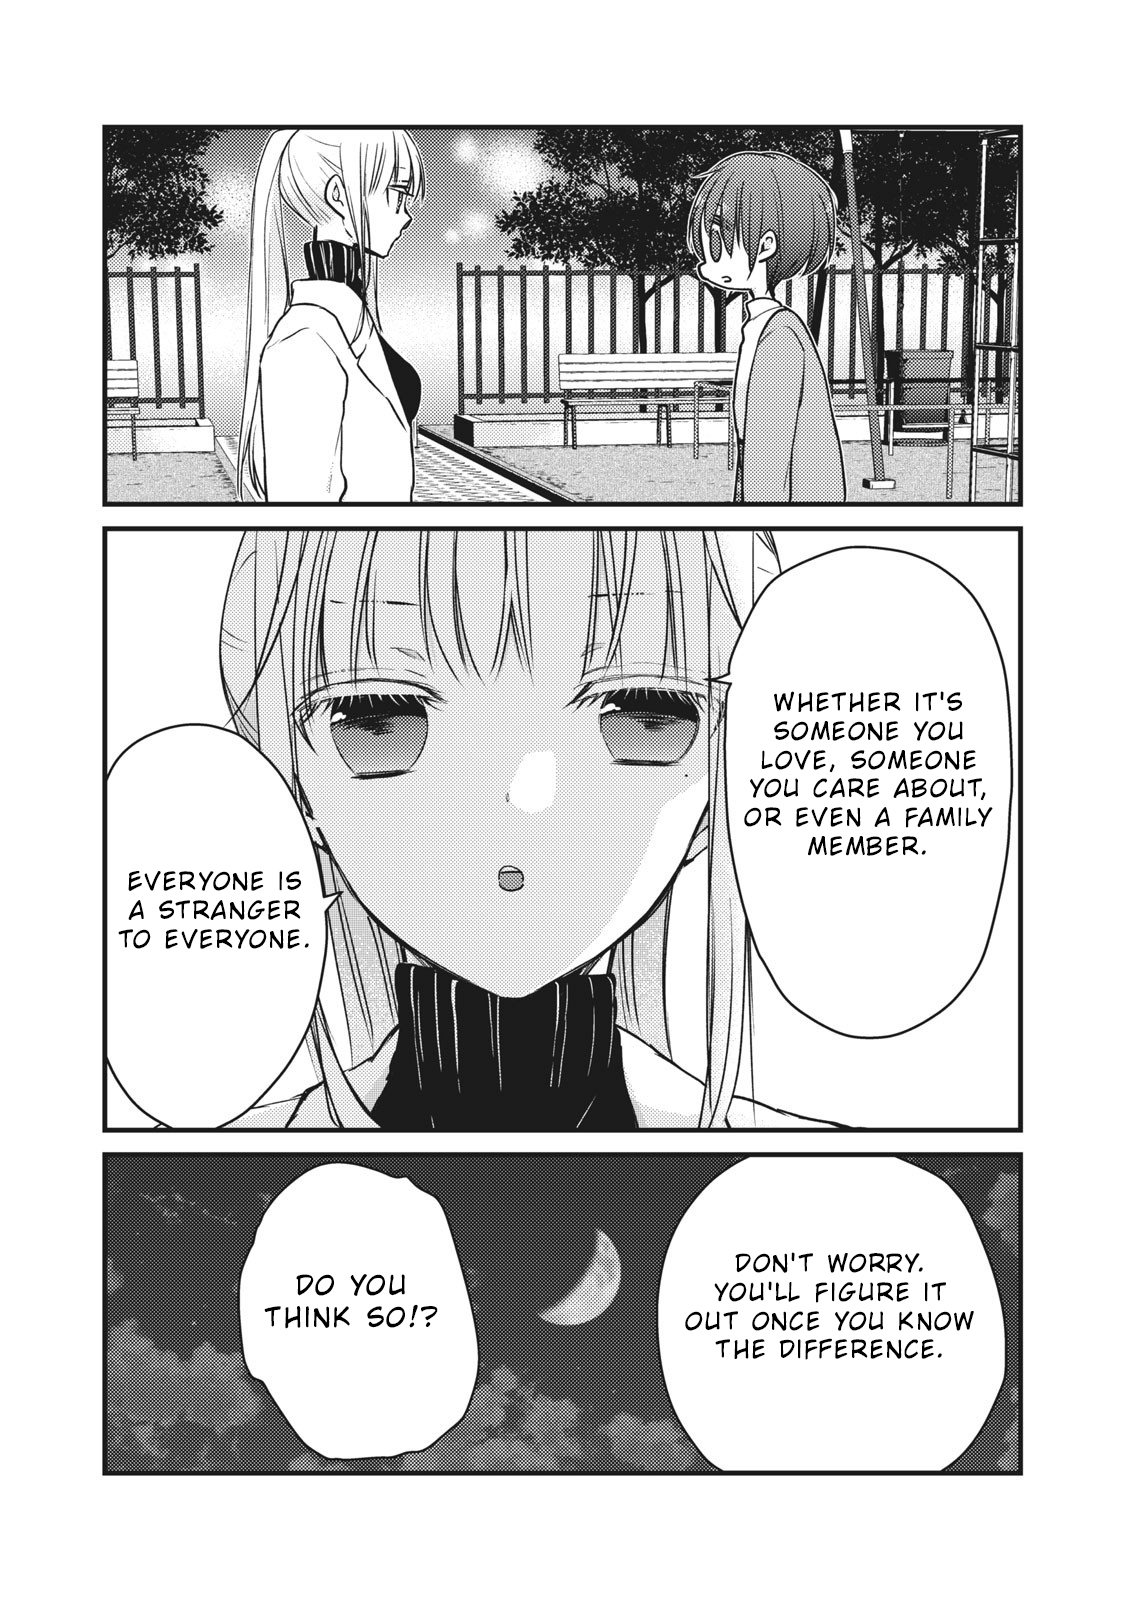 WHETHER IT'S
SOMEONE YOU
LOVE, SOMEONE
YOU CARE ABOUT,
OR EVEN A FAMILY
MEMBER.
EVERYONE IS
A STRANGER
TO EVERYONE.
DON'T WORRY.
YOU'LL FIGURE IT
OUT ONCE YOU KNOW
THE DIFFERENCE.
DO YOU
THINK SO!?